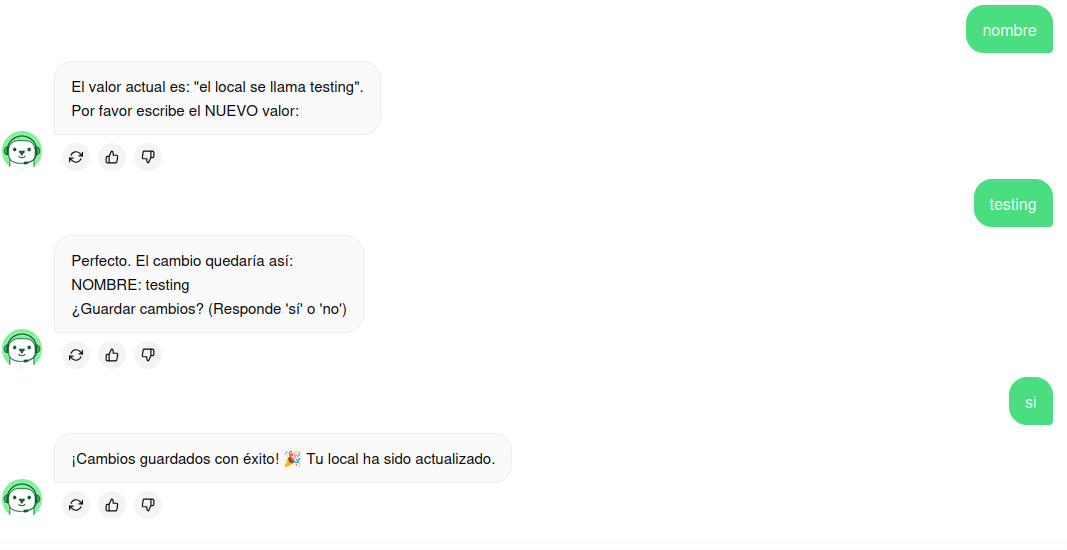 nombre
El valor actual es: "el local se llama testing".
Por favor escribe el NUEVO valor:
testing
Perfecto. El cambio quedaría así:
NOMBRE: testing
¿Guardar cambios? (Responde 'sí' o 'no')
si
¡Cambios guardados con éxito! 🎉 Tu local ha sido actualizado.